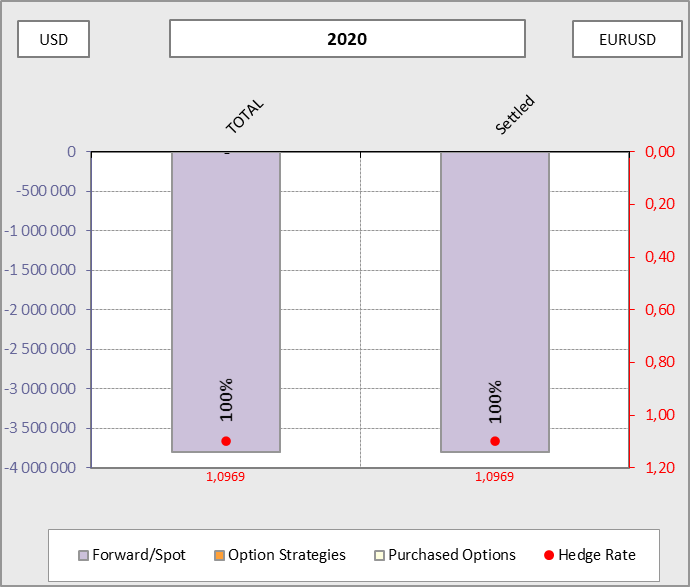 USD 2020 EURUSD
TOTAL Settled
0 0,00
-500 000 0,20
-1 000 000 0,40
-1 500 000 0,60
-2 000 000 0,80
-2 500 000 1,00
-3 000 000 1,20
-3 500 000
-4 000 000
100% 100%
1,0969 1,0969
Forward/Spot Option Strategies Purchased Options Hedge Rate